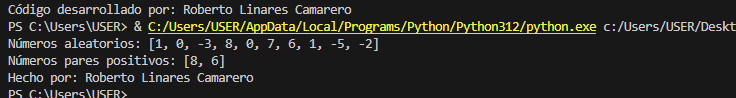 Código desarrollado por: Roberto Linares Camarero
PS C:\Users\USER> & C:/Users/USER/AppData/Local/Programs/Python/Python312/python.exe c:/Users/USER/Deskt
Números aleatorios: [1, 0, -3, 8, 0, 7, 6, 1, -5, -2]
Números pares positivos: [8, 6]
Hecho por: Roberto Linares Camarero
PS C:\Users\USER>